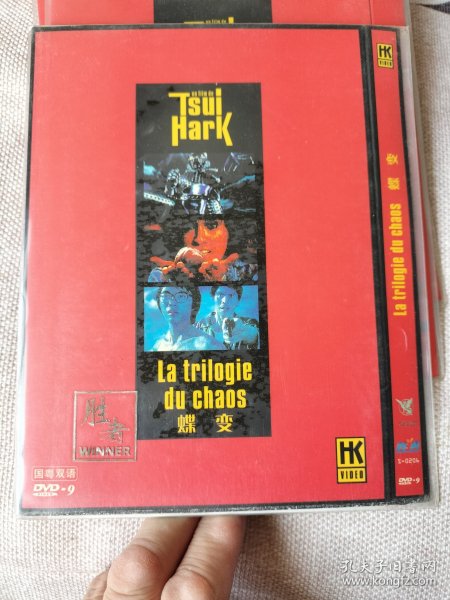 un film de
Tsui
Hark
La trilogie
du chaos
蝶 变
胜者
WINNER
国粤双语
DVD-9
HK
VIDEO
HK
VIDEO
La trilogie du chaos 蝶 变
DVD-9
孔夫子旧书网
www.kongfz.com